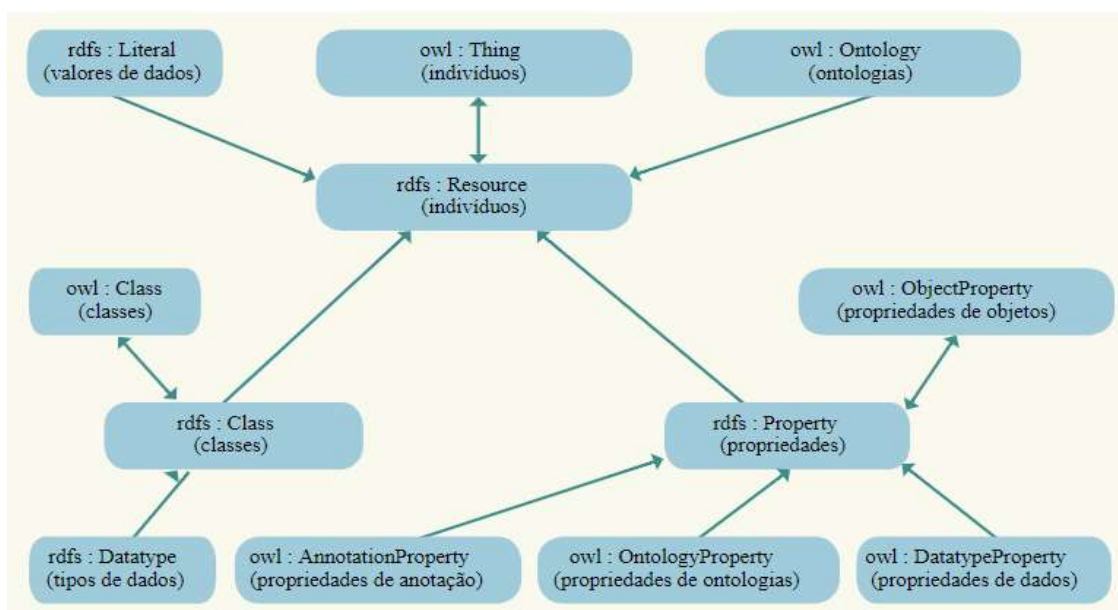 rdfs : Literal
(valores de dados)
owl : Thing
(indivíduos)
owl : Ontology
(ontologias)
rdfs : Resource
(indivíduos)
owl : Class
(classes)
owl : ObjectProperty
(propriedades de objetos)
rdfs : Class
(classes)
rdfs : Property
(propriedades)
rdfs : Datatype
(tipos de dados)
owl : AnnotationProperty
(propriedades de anotação)
owl : OntologyProperty
(propriedades de ontologias)
owl : DatatypeProperty
(propriedades de dados)